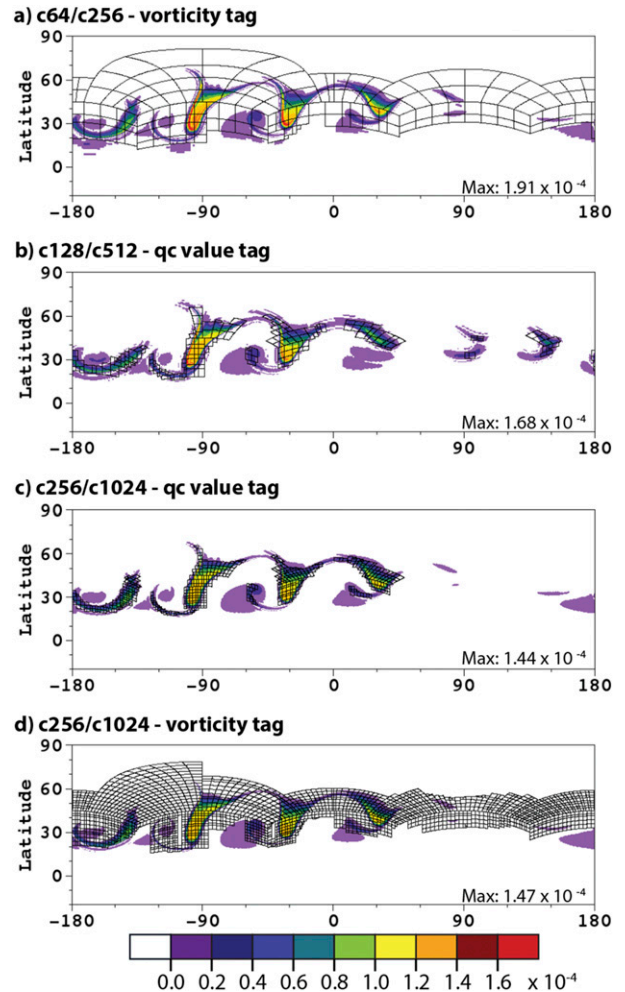 a) c64/c256 - vorticity tag
90
60
30
0
Latitude
Max: 1.91 x 10 -4
-180 -90 0 90 180
b) c128/c512 - qc value tag
90
60
30
0
Latitude
Max: 1.68 x 10 -4
-180 -90 0 90 180
c) c256/c1024 - qc value tag
90
60
30
0
Latitude
Max: 1.44 x 10 -4
-180 -90 0 90 180
d) c256/c1024 - vorticity tag
90
60
30
0
Latitude
Max: 1.47 x 10 -4
-180 -90 0 90 180
0.0 0.2 0.4 0.6 0.8 1.0 1.2 1.4 1.6 x 10 -4